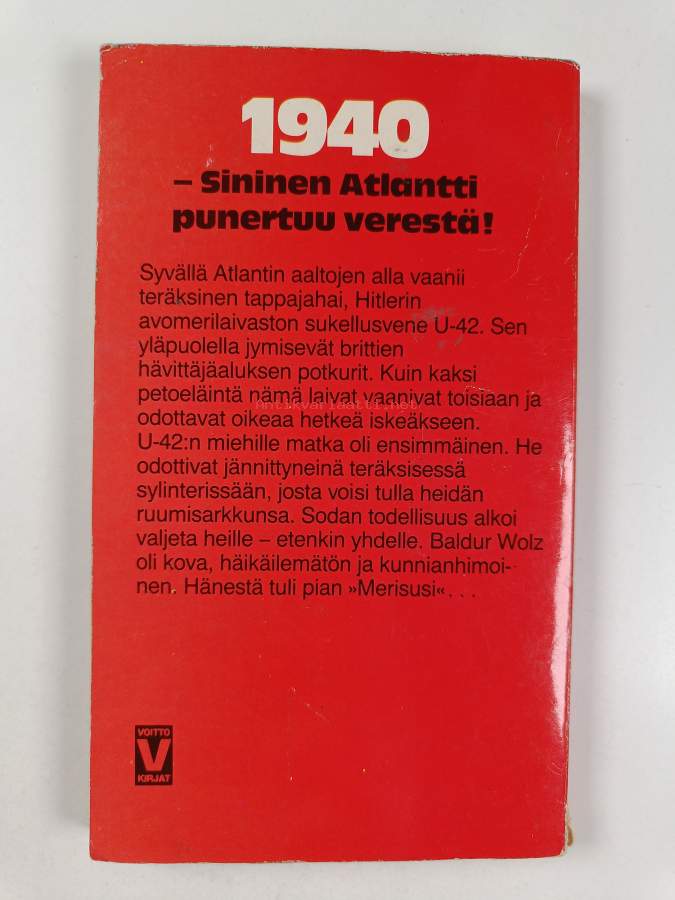 1940
– Sininen Atlantti
punertuu verestä!
Syvällä Atlantin aaltojen alla vaanii
teräksinen tappajahai, Hitlerin
avomerilaivaston sukellusvene U-42. Sen
yläpuolella jymisevät brittien
hävittäjäaluksen potkurit. Kuin kaksi
petoeläintä nämä laivat vaanivat toisiaan ja
Antikvariaatti.net
odottavat oikeaa hetkeä iskeäkseen.
U-42:n miehille matka oli ensimmäinen. He
odottivat jännittyneinä teräksisessä
sylinterissään, josta voisi tulla heidän
ruumisarkkunsa. Sodan todellisuus alkoi
valjeta heille – etenkin yhdelle. Baldur Wolz
oli kova, häikäilemätön ja kunnianhimoi-
nen. Hänestä tuli pian »Merisusi«...
VOITTO
V
KIRJAT